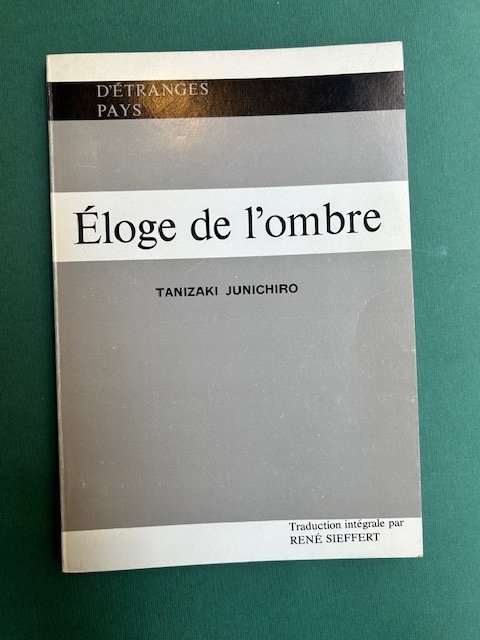 D'ÉTRANGES
PAYS
Éloge de l'ombre
TANIZAKI JUNICHIRO
Traduction intégrale par
RENÉ SIEFFERT